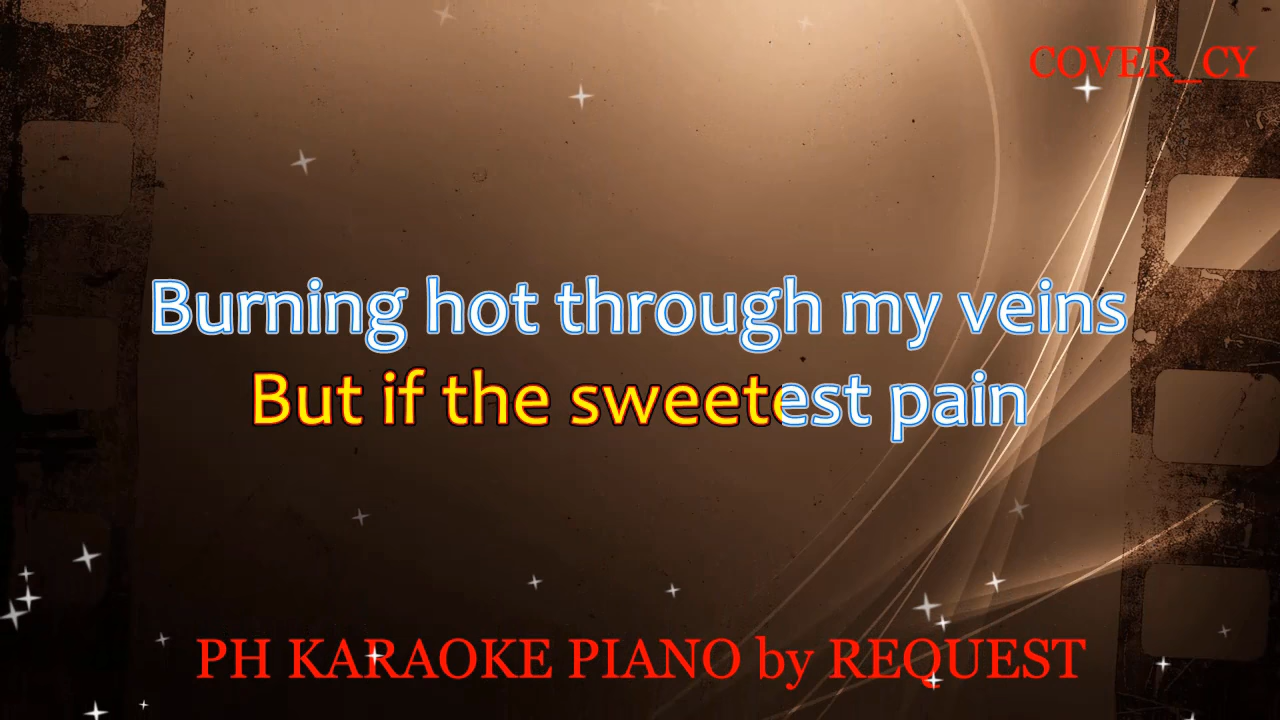 COVER_CY
Burning hot through my veins
But if the sweetest pain
PH KARAOKE PIANO by REQUEST